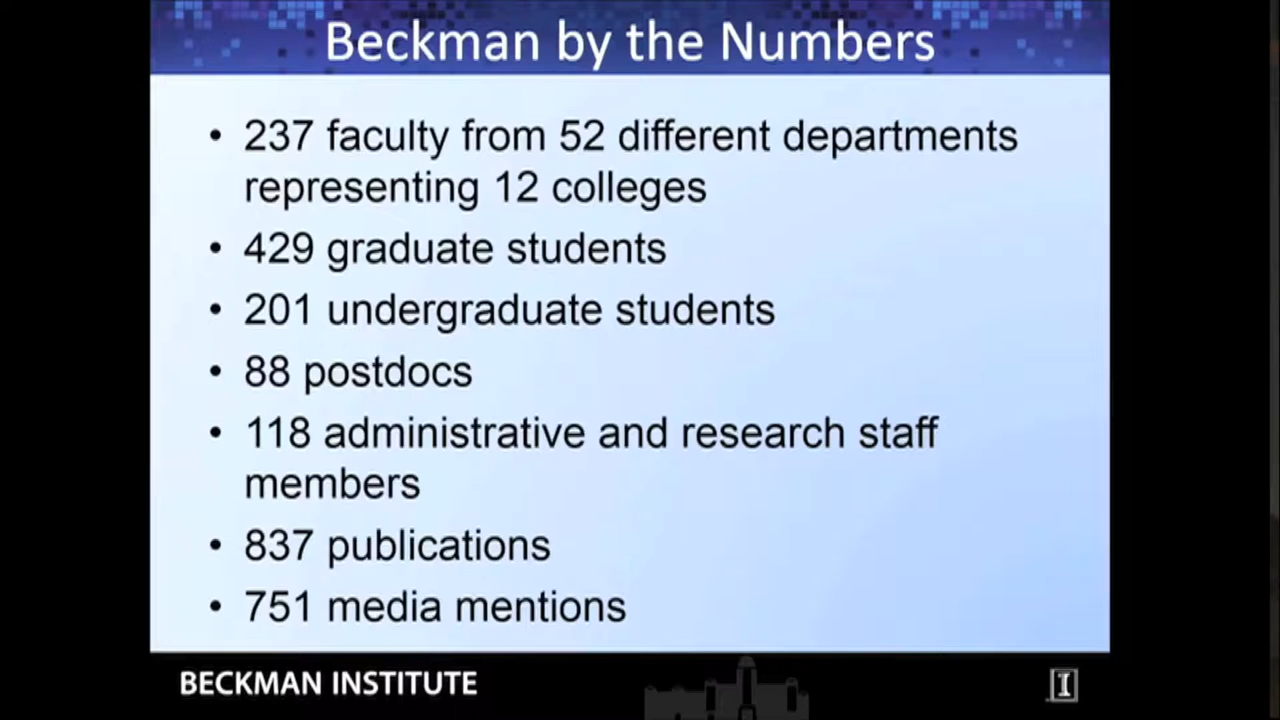 Beckman by the Numbers
• 237 faculty from 52 different departments
representing 12 colleges
• 429 graduate students
• 201 undergraduate students
• 88 postdocs
• 118 administrative and research staff
members
• 837 publications
• 751 media mentions
BECKMAN INSTITUTE
I